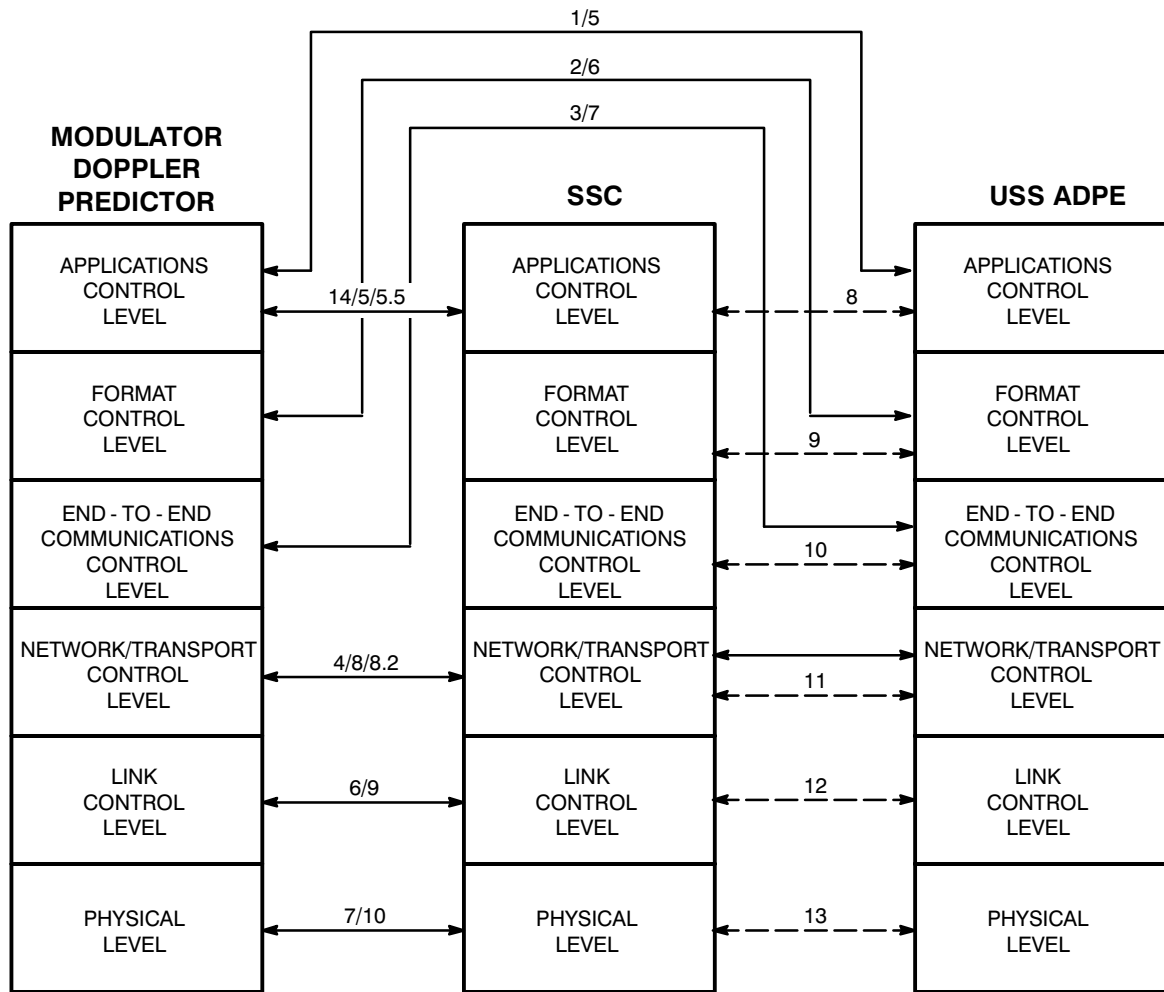 1/5
2/6
3/7
MODULATOR
DOPPLER
PREDICTOR
SSC
USS ADPE
APPLICATIONS
CONTROL
LEVEL
14/5/5.5
APPLICATIONS
CONTROL
LEVEL
8
APPLICATIONS
CONTROL
LEVEL
FORMAT
CONTROL
LEVEL
FORMAT
CONTROL
LEVEL
9
FORMAT
CONTROL
LEVEL
END - TO - END
COMMUNICATIONS
CONTROL
LEVEL
END - TO - END
COMMUNICATIONS
CONTROL
LEVEL
10
END - TO - END
COMMUNICATIONS
CONTROL
LEVEL
NETWORK/TRANSPORT
CONTROL
LEVEL
4/8/8.2
NETWORK/TRANSPORT
CONTROL
LEVEL
11
NETWORK/TRANSPORT
CONTROL
LEVEL
LINK
CONTROL
LEVEL
6/9
LINK
CONTROL
LEVEL
12
LINK
CONTROL
LEVEL
PHYSICAL
LEVEL
7/10
PHYSICAL
LEVEL
13
PHYSICAL
LEVEL